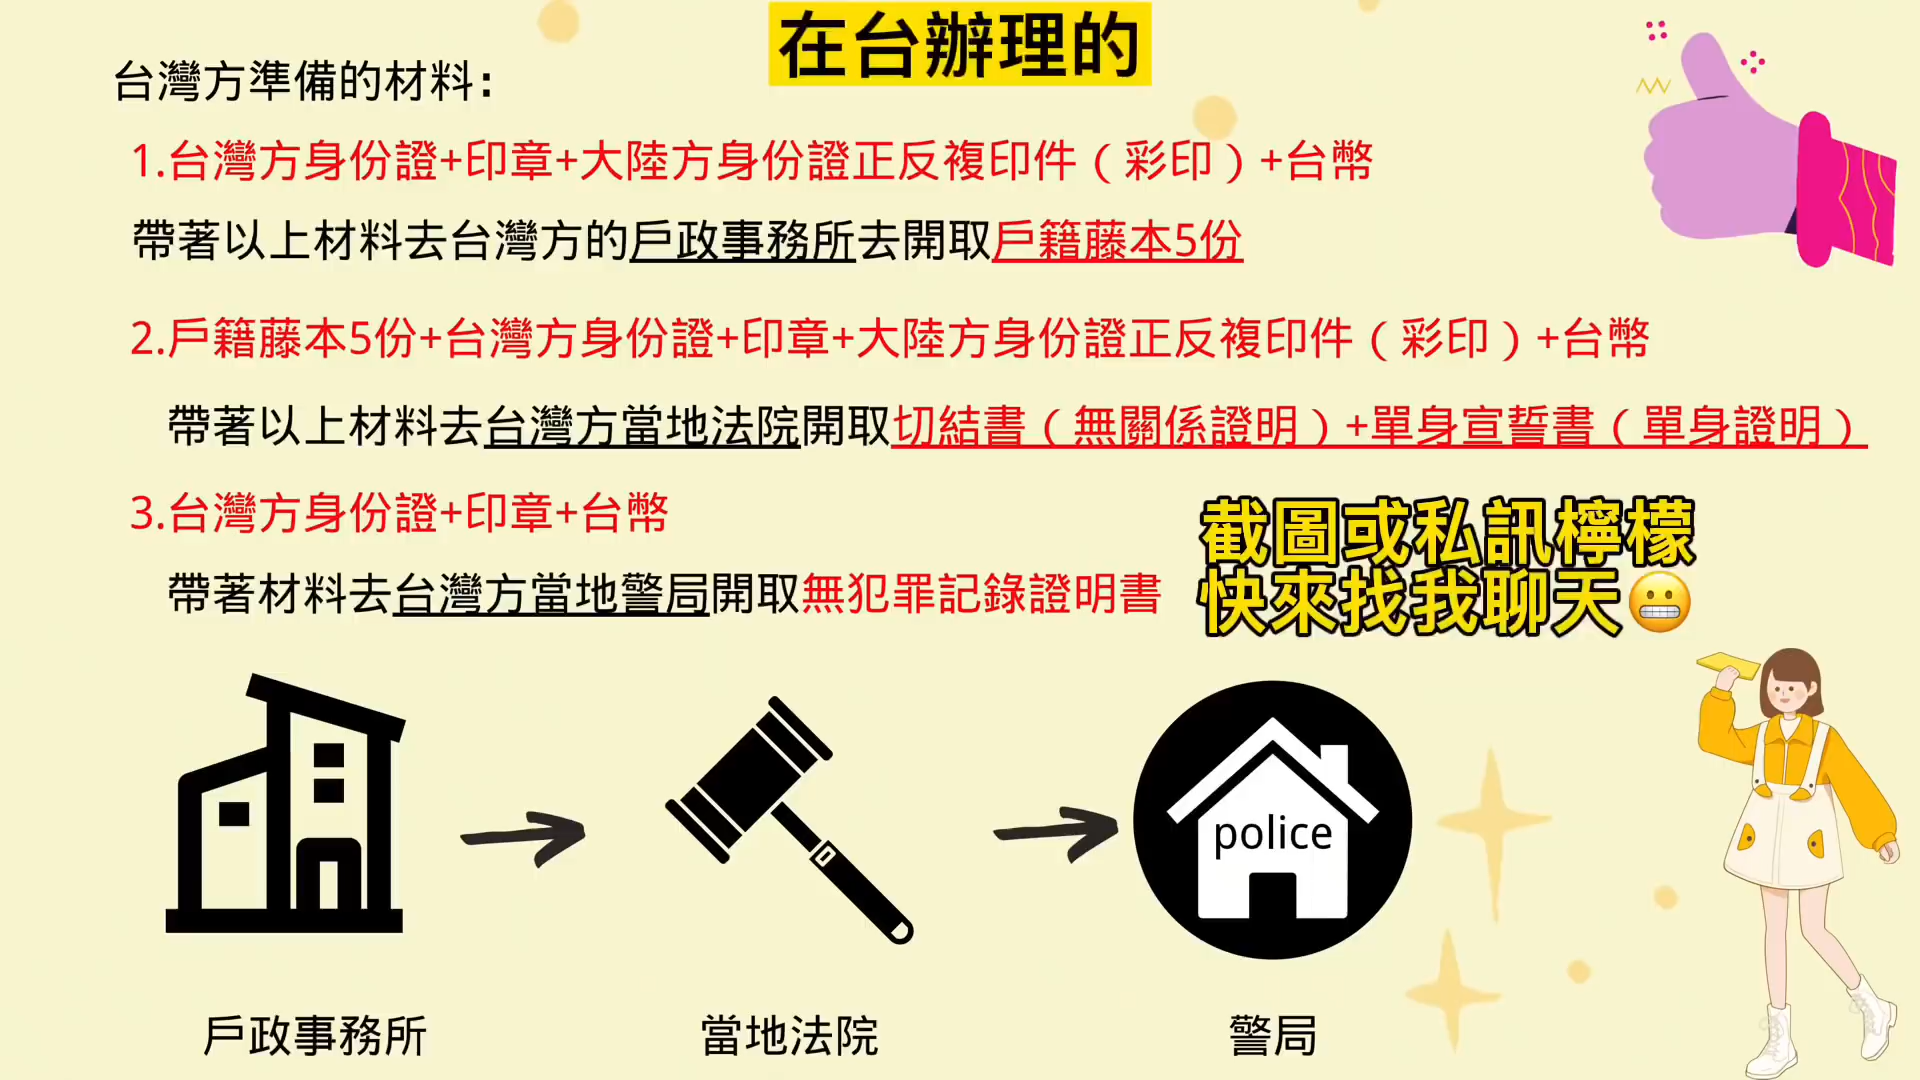 在台辦理的
台灣方準備的材料:
1.台灣方身份證+印章+大陸方身份證正反複印件（彩印）+台幣
帶著以上材料去台灣方的戶政事務所去開取戶籍藤本5份
2.戶籍藤本5份+台灣方身份證+印章+大陸方身份證正反複印件（彩印）+台幣
帶著以上材料去台灣方當地法院開取切結書（無關係證明）+單身宣誓書（單身證明）
3.台灣方身份證+印章+台幣
帶著材料去台灣方當地警局開取無犯罪記錄證明書
截圖或私訊檸檬
快來找我聊天😬
police
戶政事務所
當地法院
警局